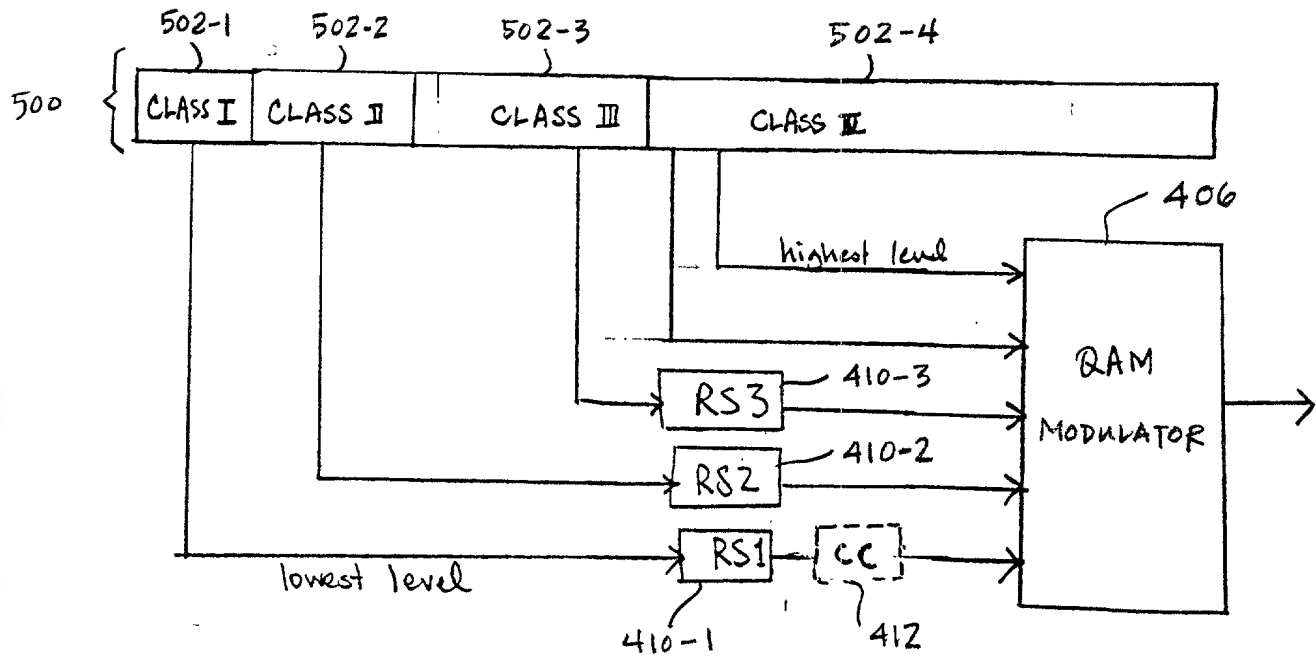 502-1
502-2
502-3
502-4
500
CLASS I
CLASS II
CLASS III
CLASS IV
406
highest level
QAM
MODULATOR
RS3
410-3
410-2
RS2
RS1
CC
lowest level
410-1
412